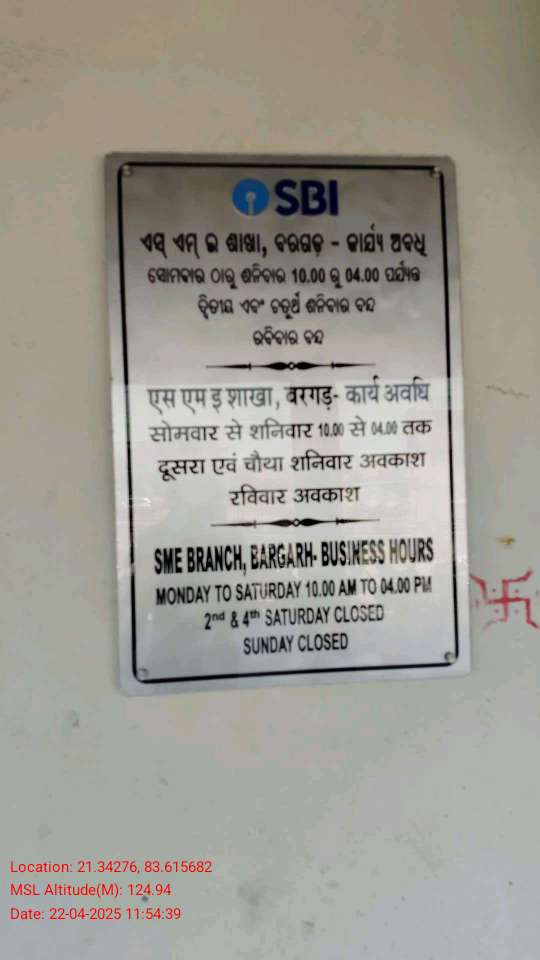 SBI
ଏସ୍ ଏମ୍ ଇ ଶାଖା, ବରଗଡ଼ - କାର୍ଯ୍ୟ ଅବଧି
ସୋମବାର ଠାରୁ ଶନିବାର 10.00 ରୁ 04.00 ପର୍ଯ୍ୟନ୍ତ
ଦ୍ୱିତୀୟ ଏବଂ ଚତୁର୍ଥ ଶନିବାର ବନ୍ଦ
ରବିବାର ବନ୍ଦ
एस एम इ शाखा, बरगड़- कार्य अवधि
सोमवार से शनिवार 10.00 से 04.00 तक
दूसरा एवं चौथा शनिवार अवकाश
रविवार अवकाश
SME BRANCH, BARGARH- BUSINESS HOURS
MONDAY TO SATURDAY 10.00 AM TO 04.00 PM
2nd & 4th SATURDAY CLOSED
SUNDAY CLOSED
Location: 21.34276, 83.615682
MSL Altitude(M): 124.94
Date: 22-04-2025 11:54:39